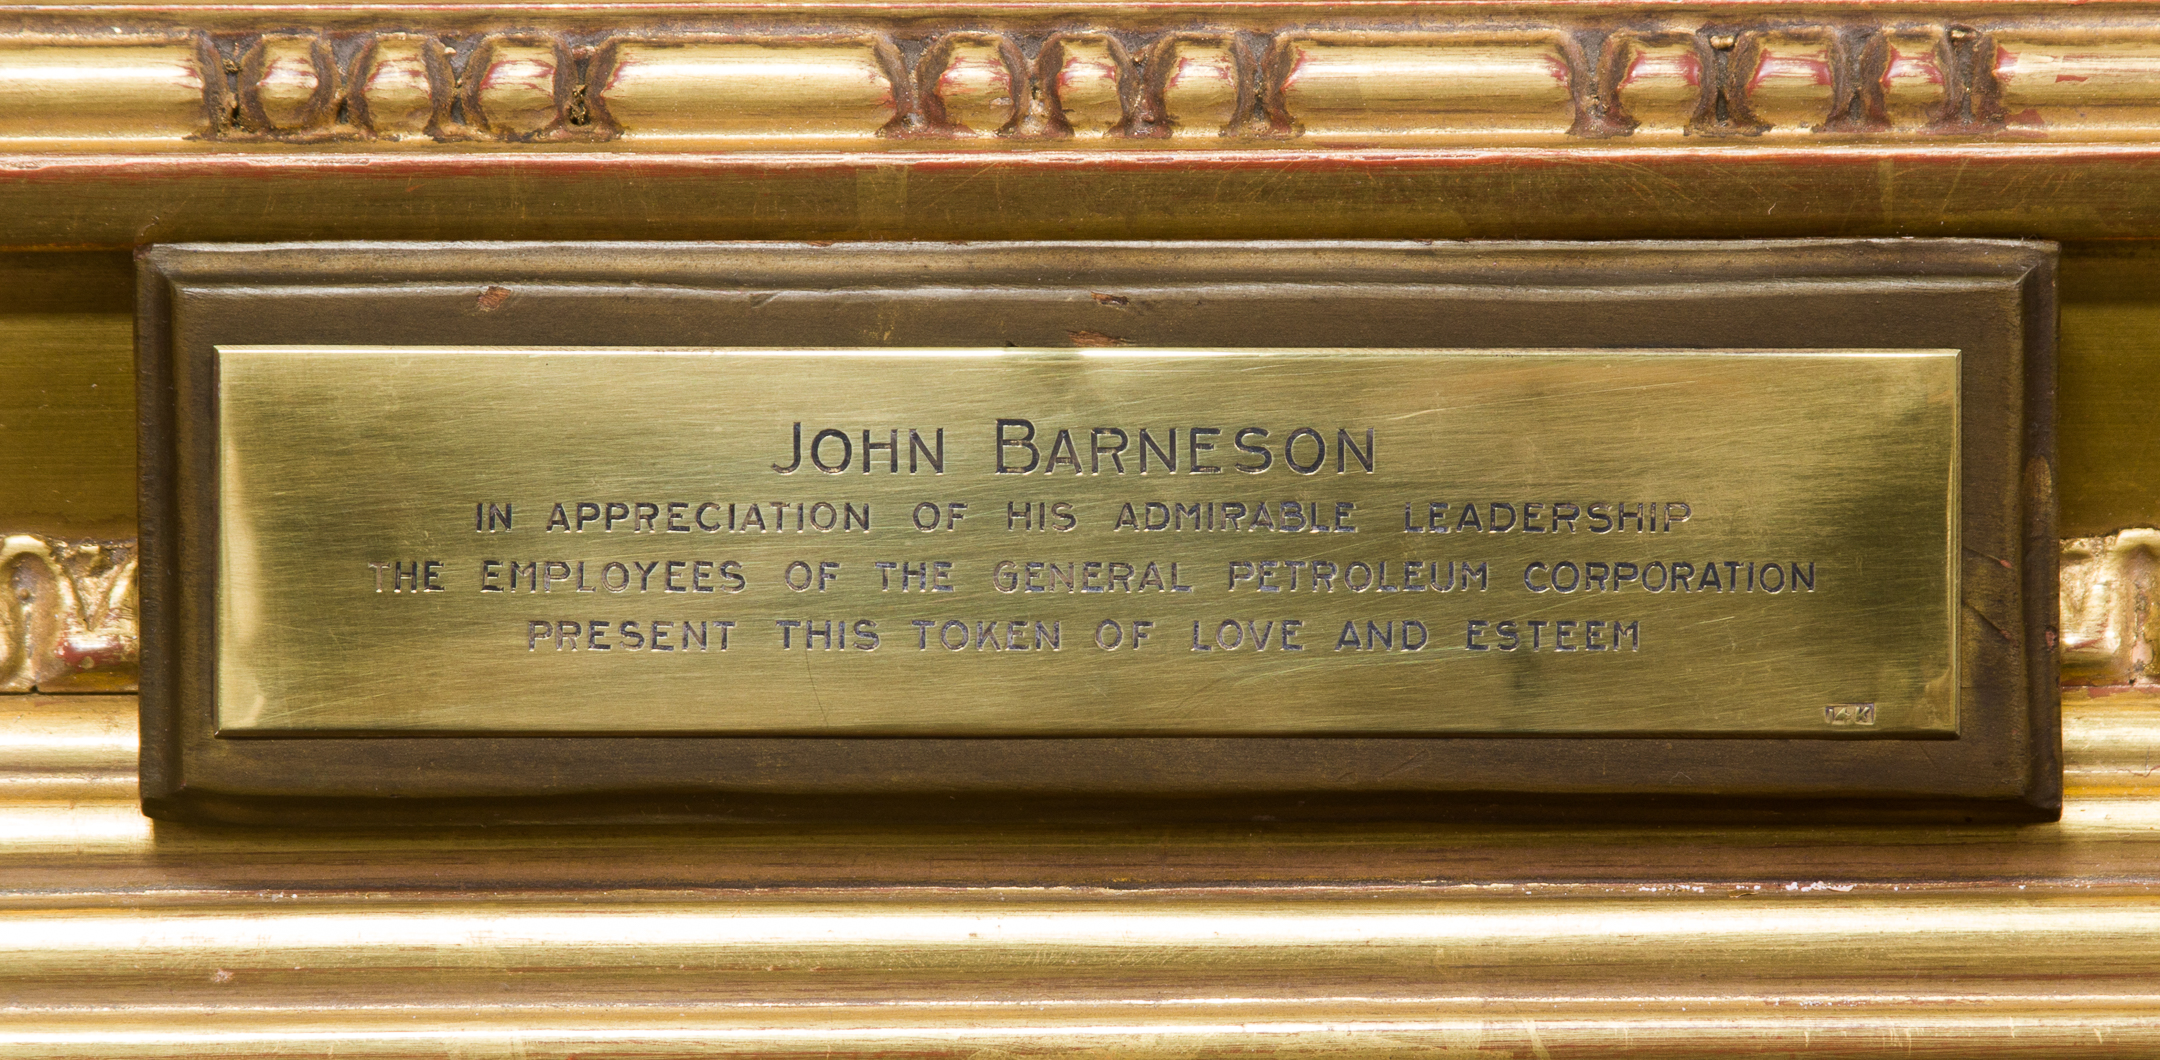 JOHN BARNESON
IN APPRECIATION OF HIS ADMIRABLE LEADERSHIP
THE EMPLOYEES OF THE GENERAL PETROLEUM CORPORATION
PRESENT THIS TOKEN OF LOVE AND ESTEEM
14 K